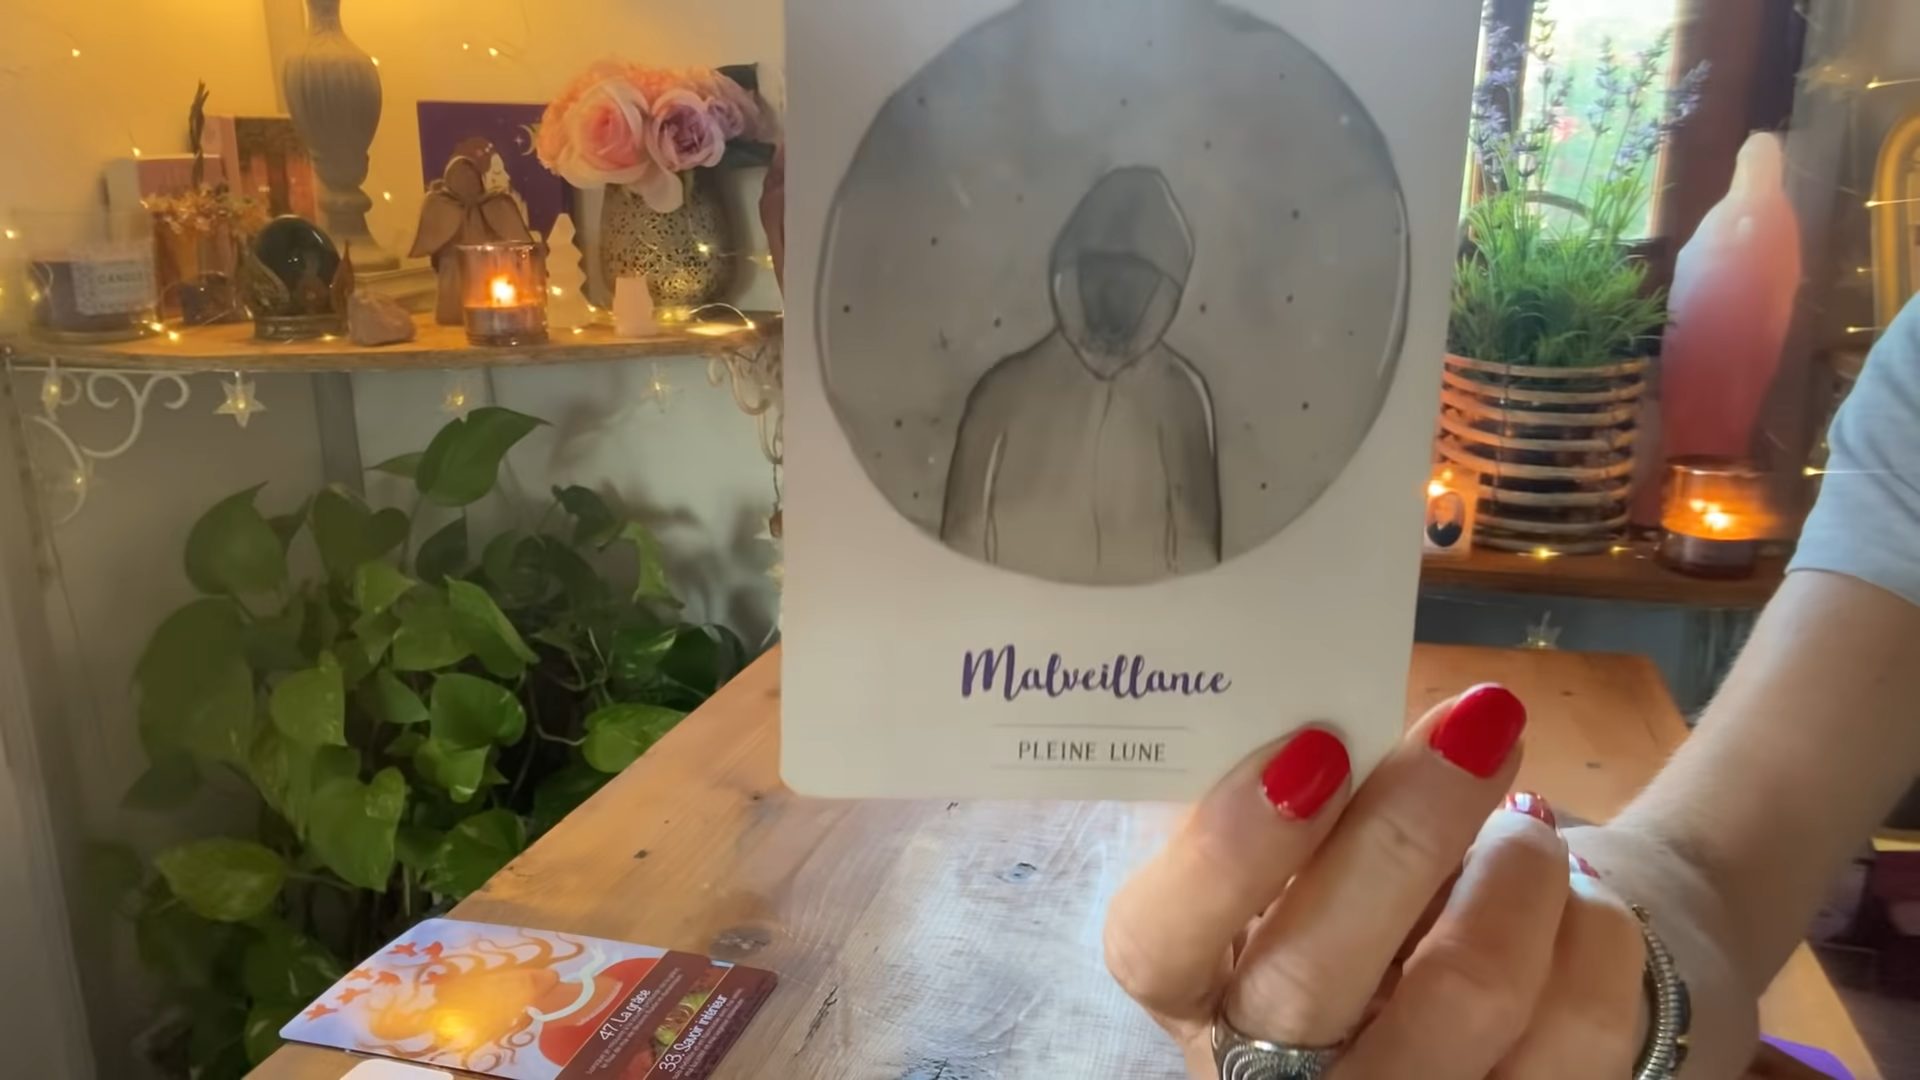 CANDLE
Malveillance
PLEINE LUNE
47. La grâce
33. Savoir intérieur